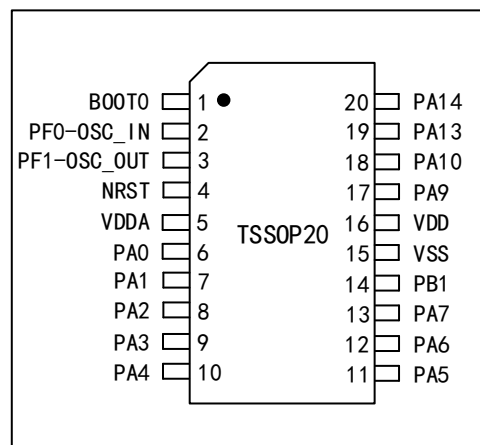 BOOT0 1 20 PA14
PF0-OSC_IN 2 19 PA13
PF1-OSC_OUT 3 18 PA10
NRST 4 17 PA9
VDDA 5 16 VDD
TSSOP20
PA0 6 15 VSS
PA1 7 14 PB1
PA2 8 13 PA7
PA3 9 12 PA6
PA4 10 11 PA5